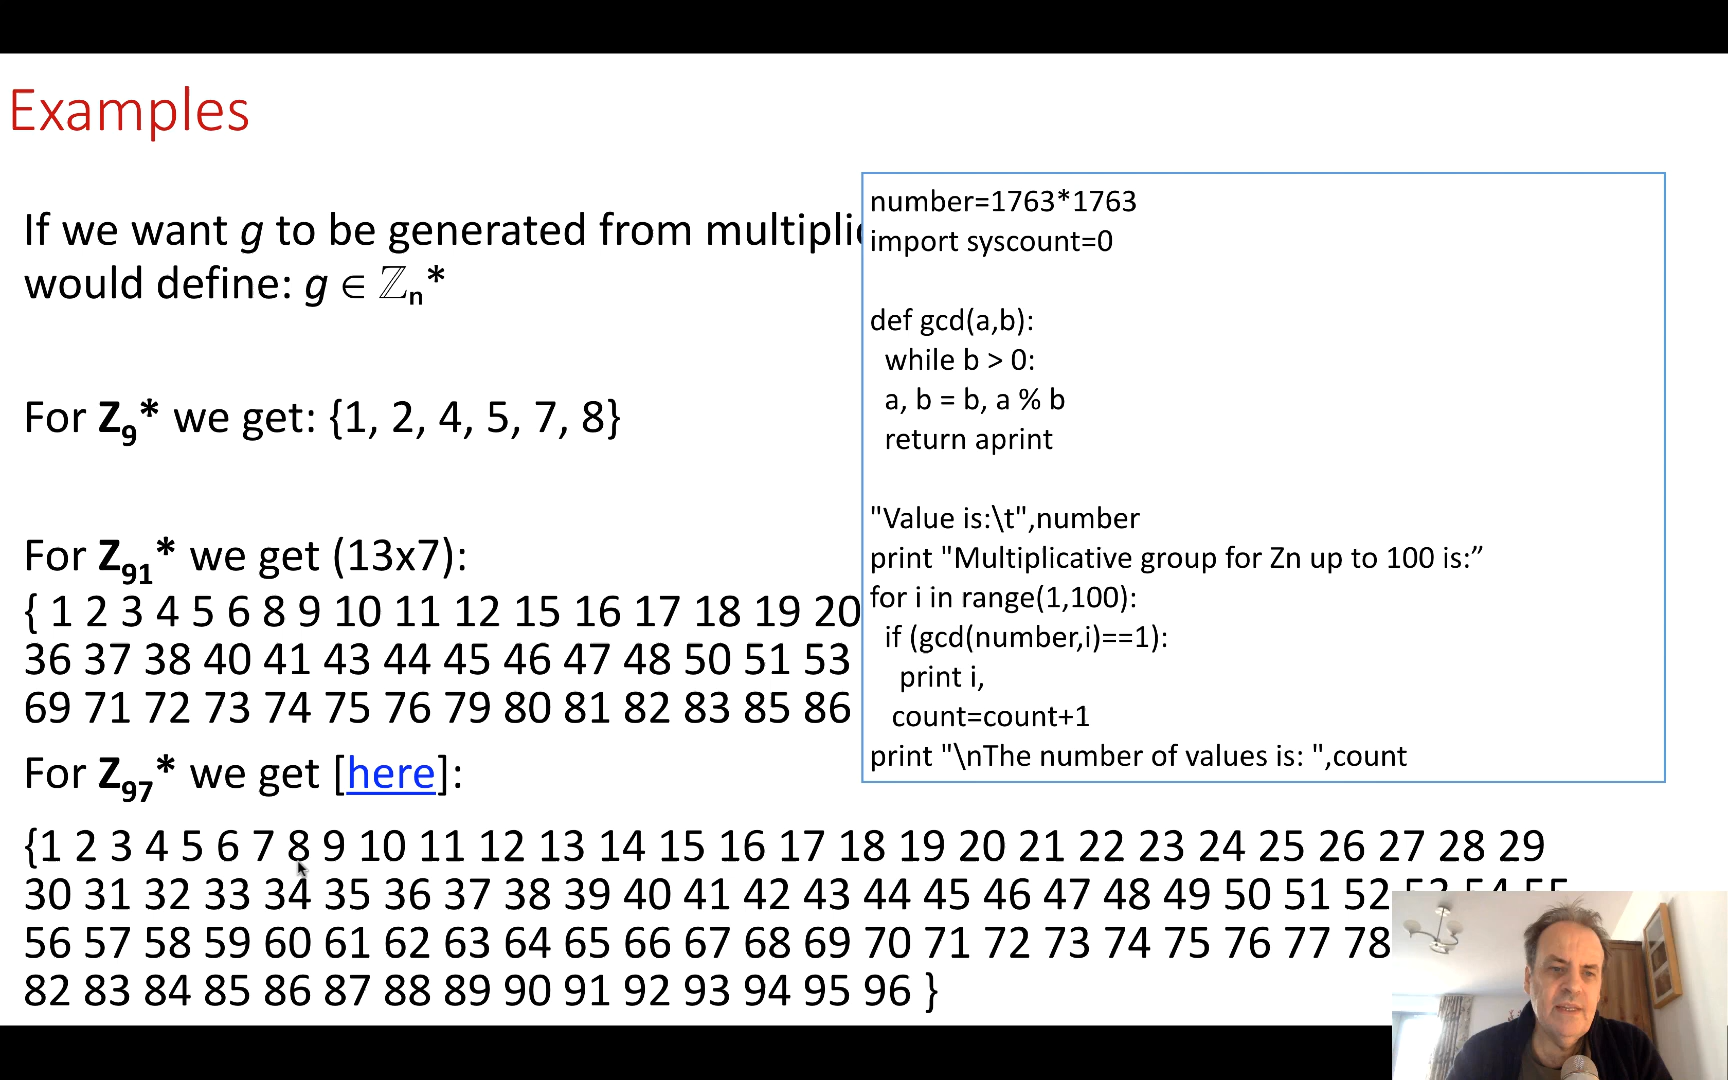 Examples
If we want g to be generated from
would define: g ∈ ℤn*
For Z9* we get: {1, 2, 4, 5, 7, 8}
For Z91* we get (13x7):
{ 1 2 3 4 5 6 8 9 10 11 12 15 16 17 18 19 20
36 37 38 40 41 43 44 45 46 47 48 50 51 53
69 71 72 73 74 75 76 79 80 81 82 83 85 86
For Z97* we get [here]:
{1 2 3 4 5 6 7 8 9 10 11 12 13 14 15 16 17 18 19 20 21 22 23 24 25 26 27 28 29
30 31 32 33 34 35 36 37 38 39 40 41 42 43 44 45 46 47 48 49 50 51 52 53 54 55
56 57 58 59 60 61 62 63 64 65 66 67 68 69 70 71 72 73 74 75 76 77 78
82 83 84 85 86 87 88 89 90 91 92 93 94 95 96 }
number=1763*1763
import syscount=0
def gcd(a,b):
while b > 0:
a, b = b, a % b
return aprint
"Value is:\t",number
print "Multiplicative group for Zn up to 100 is:”
for i in range(1,100):
if (gcd(number,i)==1):
print i,
count=count+1
print "\nThe number of values is: ",count